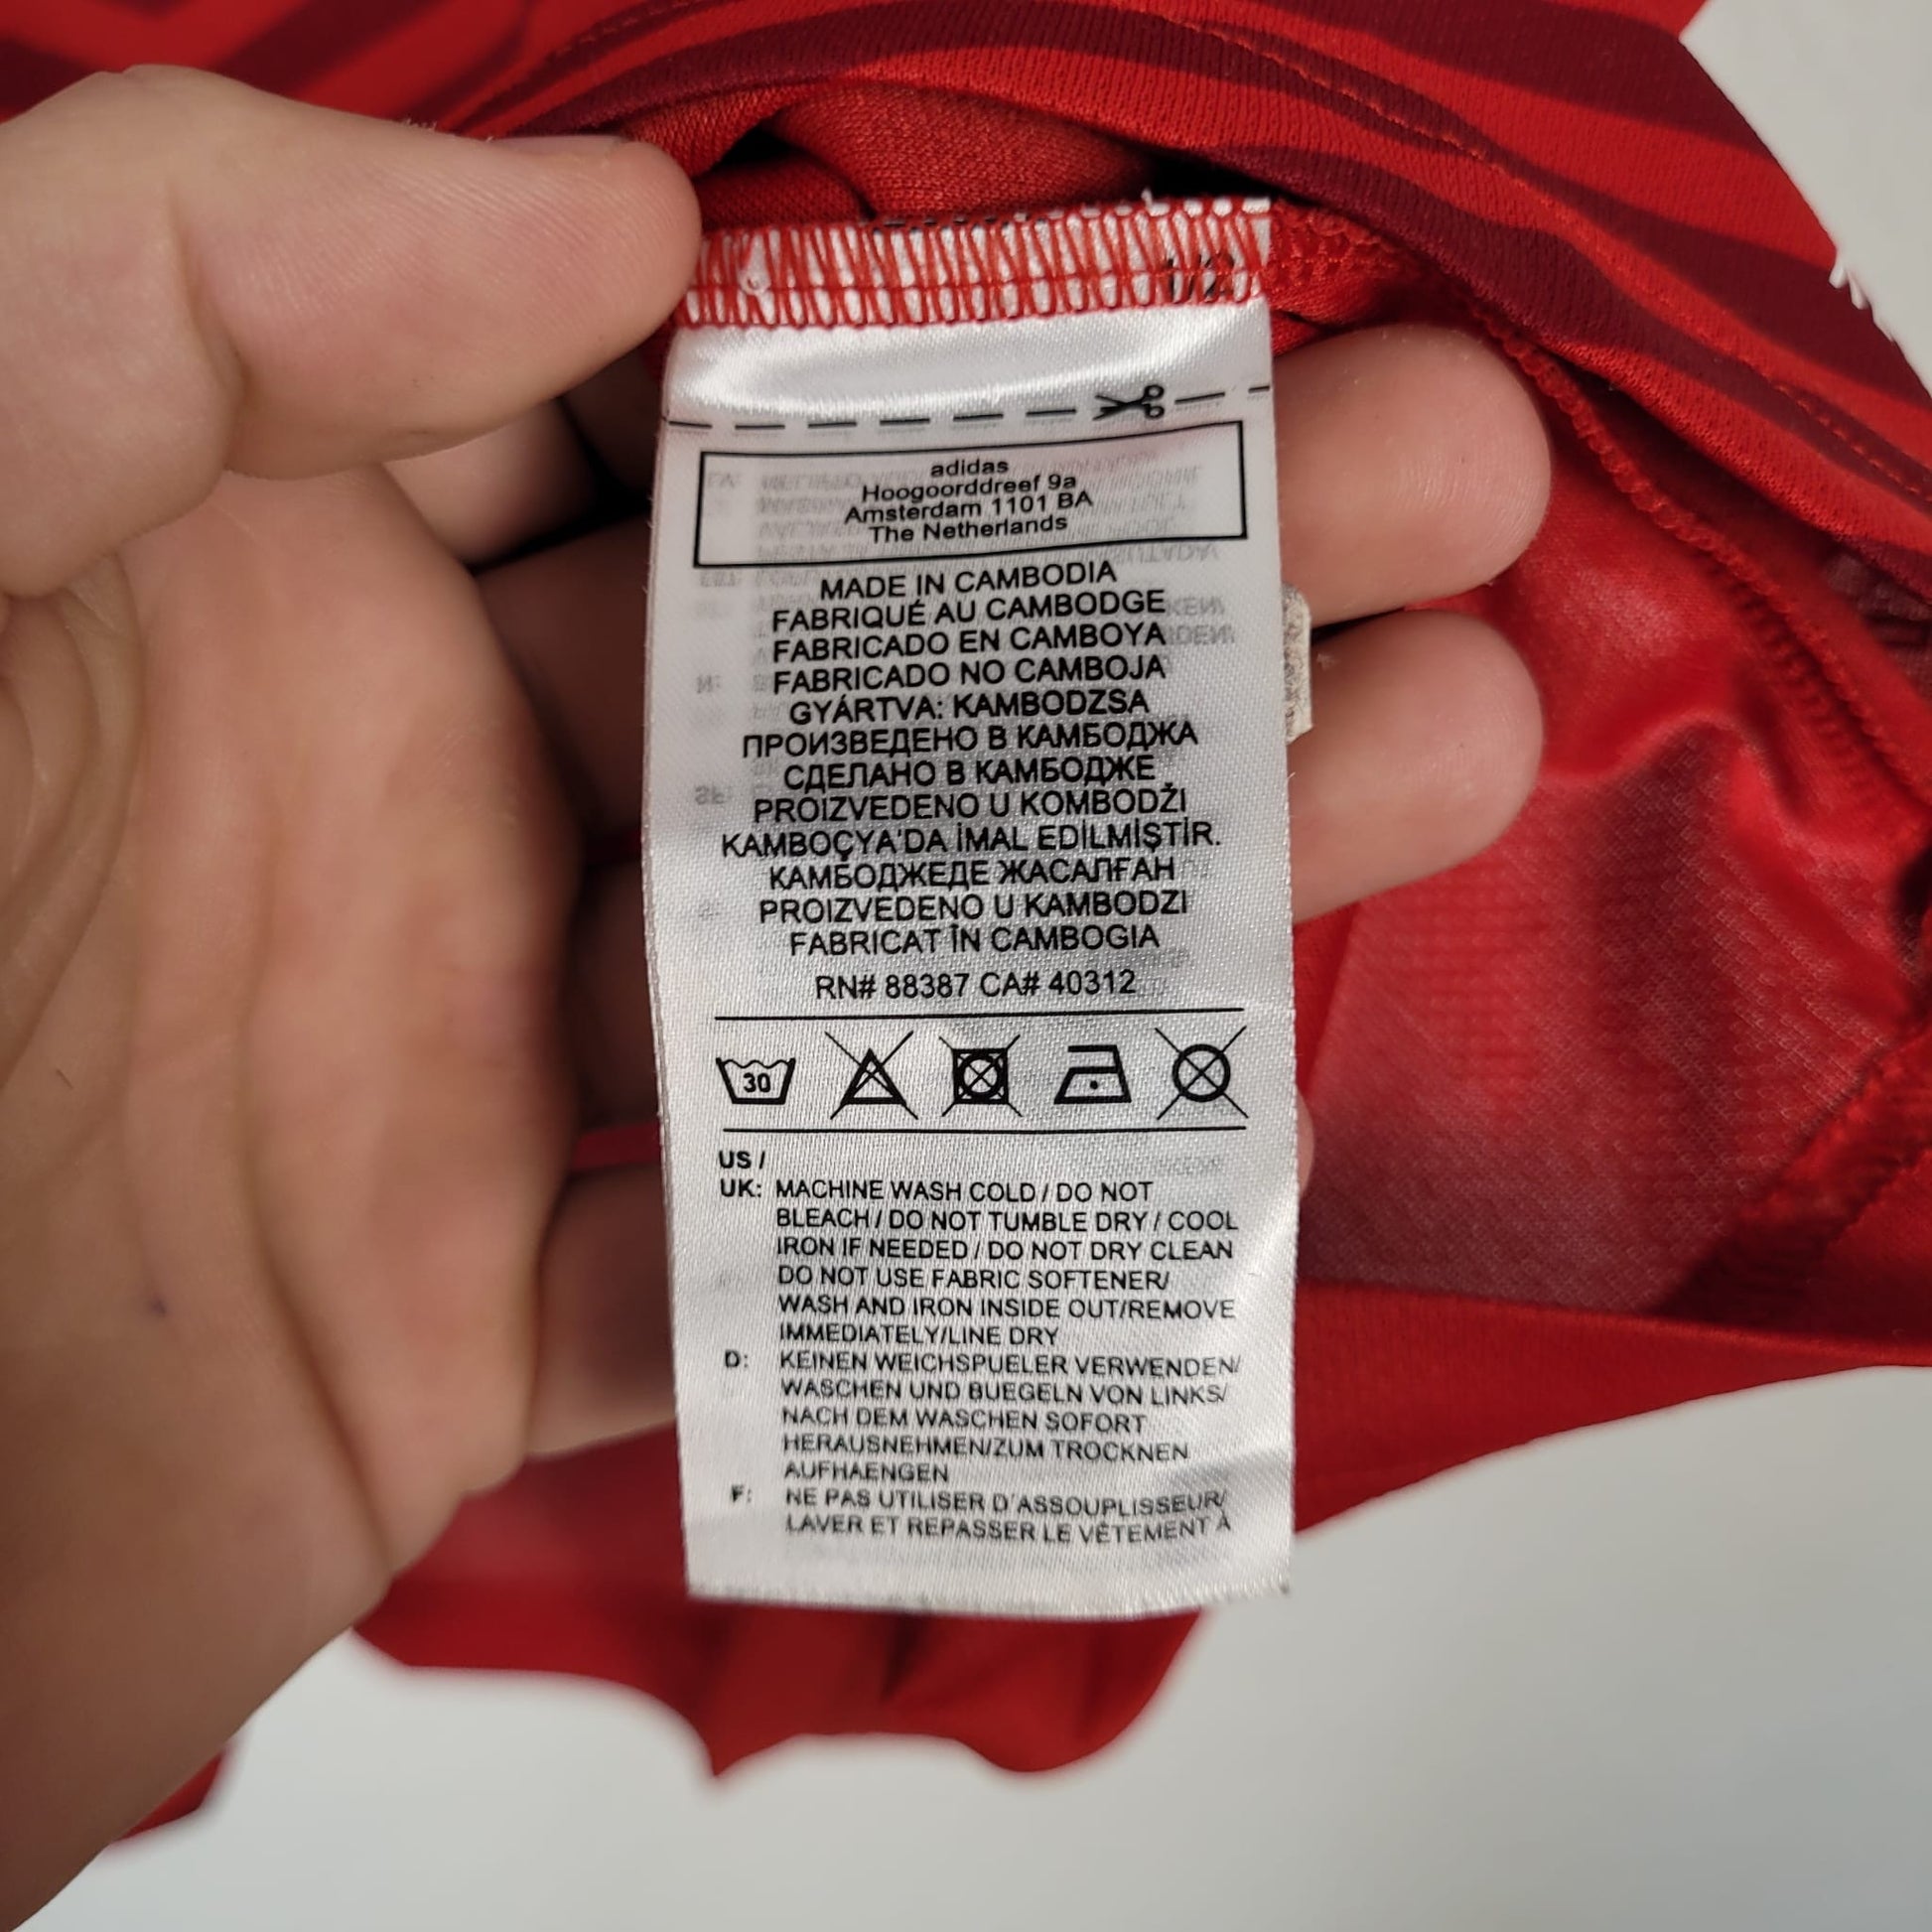 1/2
adidas
Hoogoorddreef 9a
Amsterdam 1101 BA
The Netherlands
MADE IN CAMBODIA
FABRIQUÉ AU CAMBODGE
FABRICADO EN CAMBOYA
FABRICADO NO CAMBOJA
GYÁRTVA: KAMBODZSA
ПРОИЗВЕДЕНО В КАМБОДЖА
СДЕЛАНО В КАМБОДЖЕ
PROIZVEDENO U KOMBODŽI
KAMBOÇYA'DA İMAL EDİLMİŞTİR.
КАМБОДЖЕДЕ ЖАСАЛҒАН
PROIZVEDENO U KAMBODZI
FABRICAT ÎN CAMBOGIA
RN# 88387 CA# 40312
30
US /
UK: MACHINE WASH COLD / DO NOT
BLEACH / DO NOT TUMBLE DRY / COOL
IRON IF NEEDED / DO NOT DRY CLEAN
DO NOT USE FABRIC SOFTENER/
WASH AND IRON INSIDE OUT/REMOVE
IMMEDIATELY/LINE DRY
D: KEINEN WEICHSPUELER VERWENDEN/
WASCHEN UND BUEGELN VON LINKS/
NACH DEM WASCHEN SOFORT
HERAUSNEHMEN/ZUM TROCKNEN
AUFHAENGEN
F: NE PAS UTILISER D'ASSOUPLISSEUR/
LAVER ET REPASSER LE VÊTEMENT À